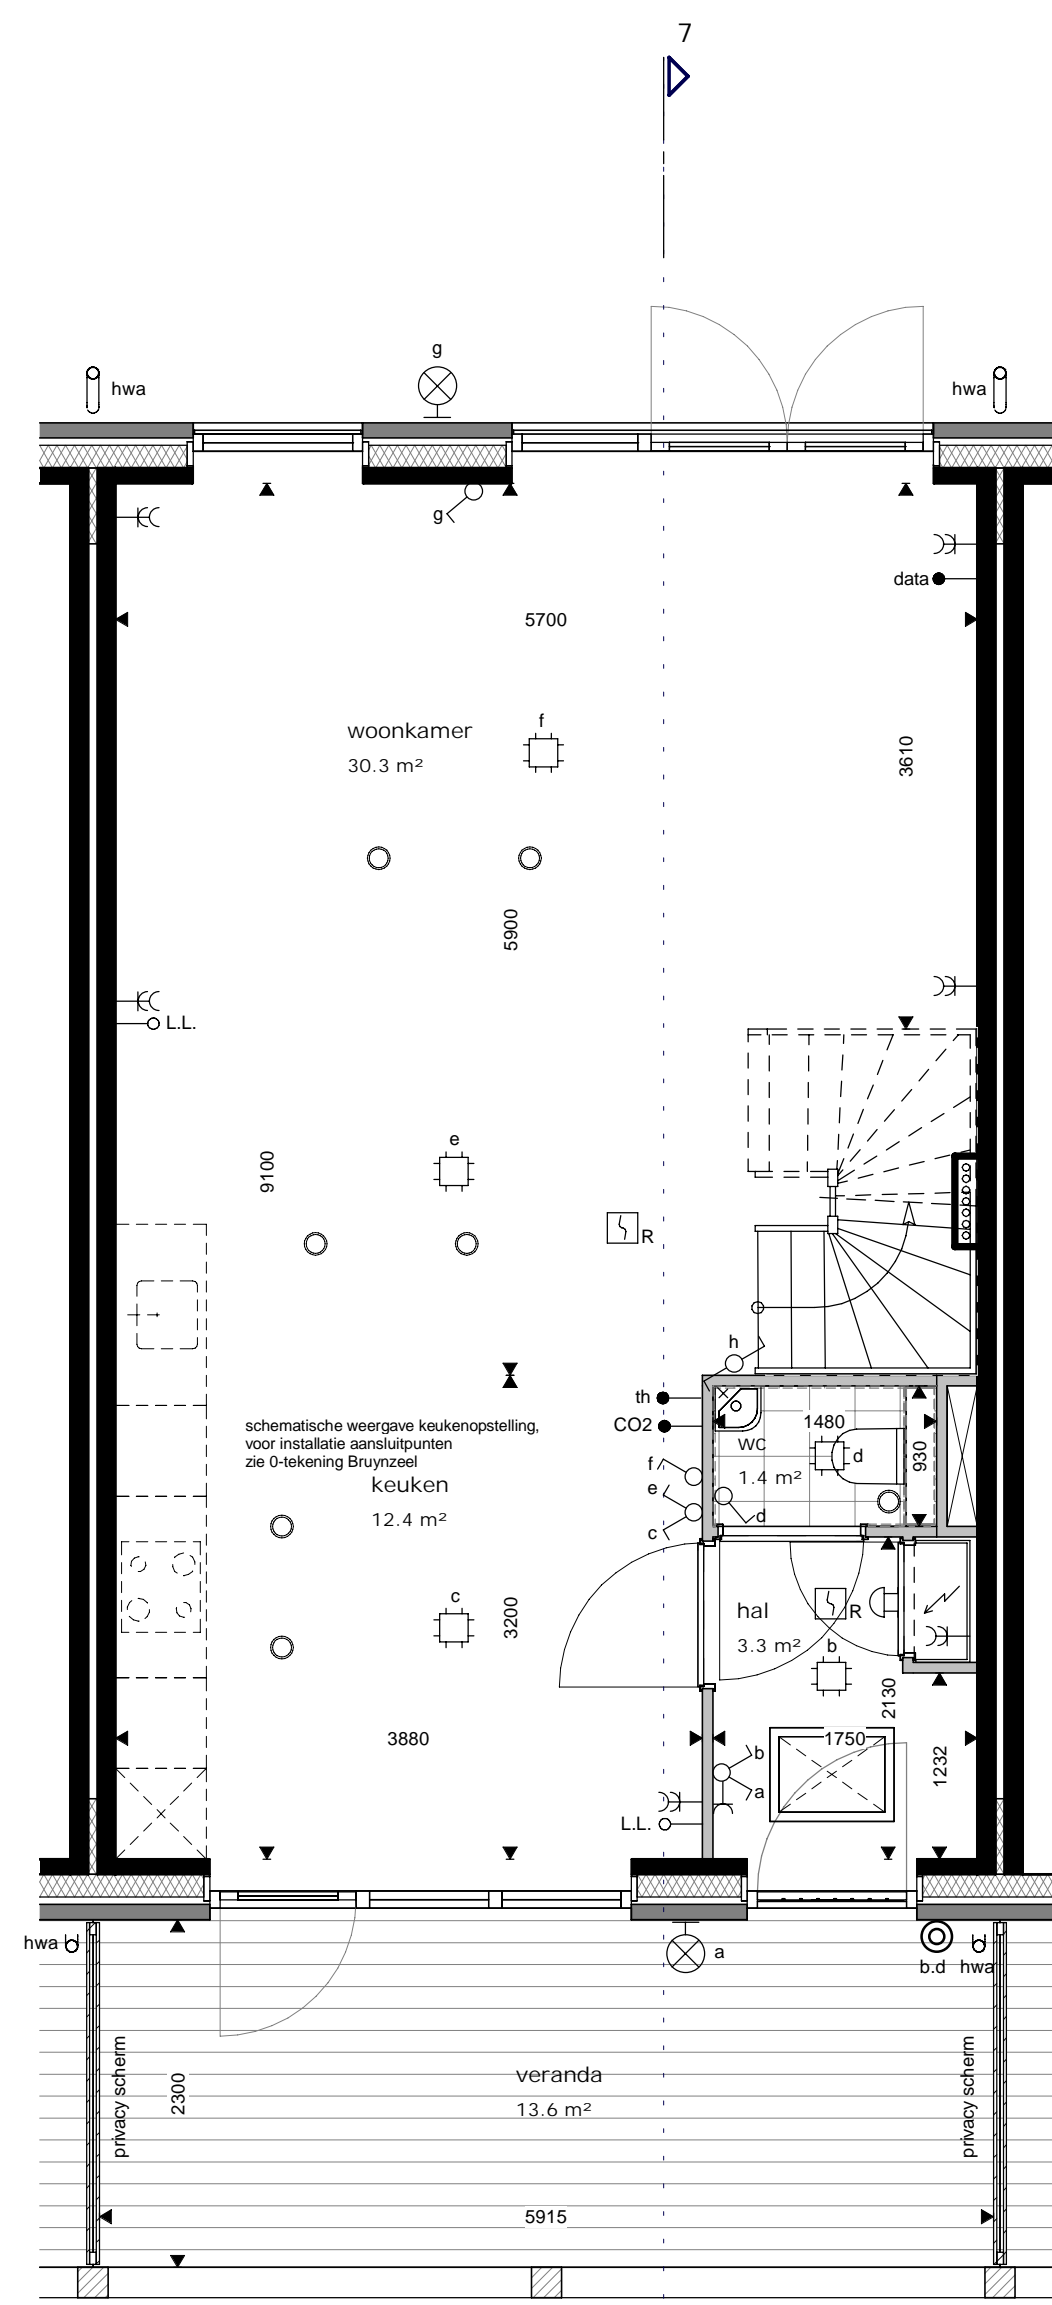 7
g
hwa
hwa
g
data
5700
f
woonkamer
30.3 m²
3610
5900
L.L.
e
9100
R
h
th
CO2
1480
930
schematische weergave keukenopstelling,
voor installatie aansluitpunten
zie 0-tekening Bruynzeel
wc
1.4 m²
d
f
e
c
d
keuken
12.4 m²
c
3200
hal
3.3 m²
R
b
2130
3880
1750
1232
b
a
L.L.
hwa
a
b.d
hwa
privacy scherm
2300
veranda
13.6 m²
privacy scherm
5915